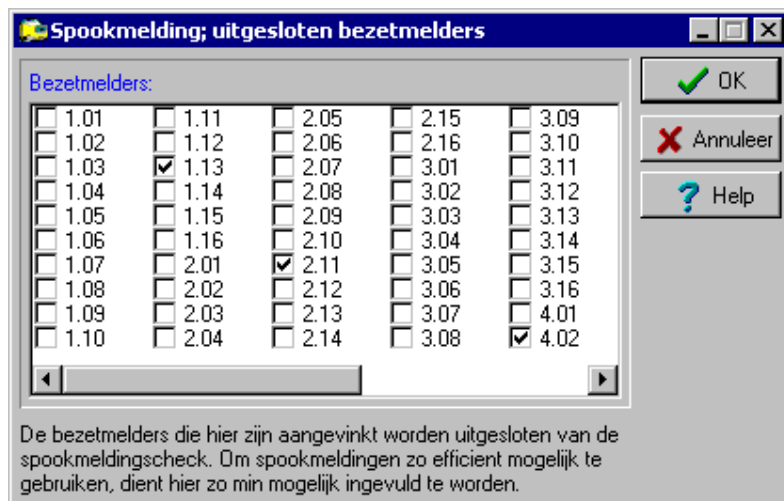 Spookmelding; uitgesloten bezetmelders
Bezetmelders:
1.01 1.11 2.05 2.15 3.09
1.02 1.12 2.06 2.16 3.10
1.03 1.13 2.07 3.01 3.11
1.04 1.14 2.08 3.02 3.12
1.05 1.15 2.09 3.03 3.13
1.06 1.16 2.10 3.04 3.14
1.07 2.01 2.11 3.05 3.15
1.08 2.02 2.12 3.06 3.16
1.09 2.03 2.13 3.07 4.01
1.10 2.04 2.14 3.08 4.02
OK
Annuleer
Help
De bezetmelders die hier zijn aangevinkt worden uitgesloten van de
spookmeldingscheck. Om spookmeldingen zo efficient mogelijk te
gebruiken, dient hier zo min mogelijk ingevuld te worden.